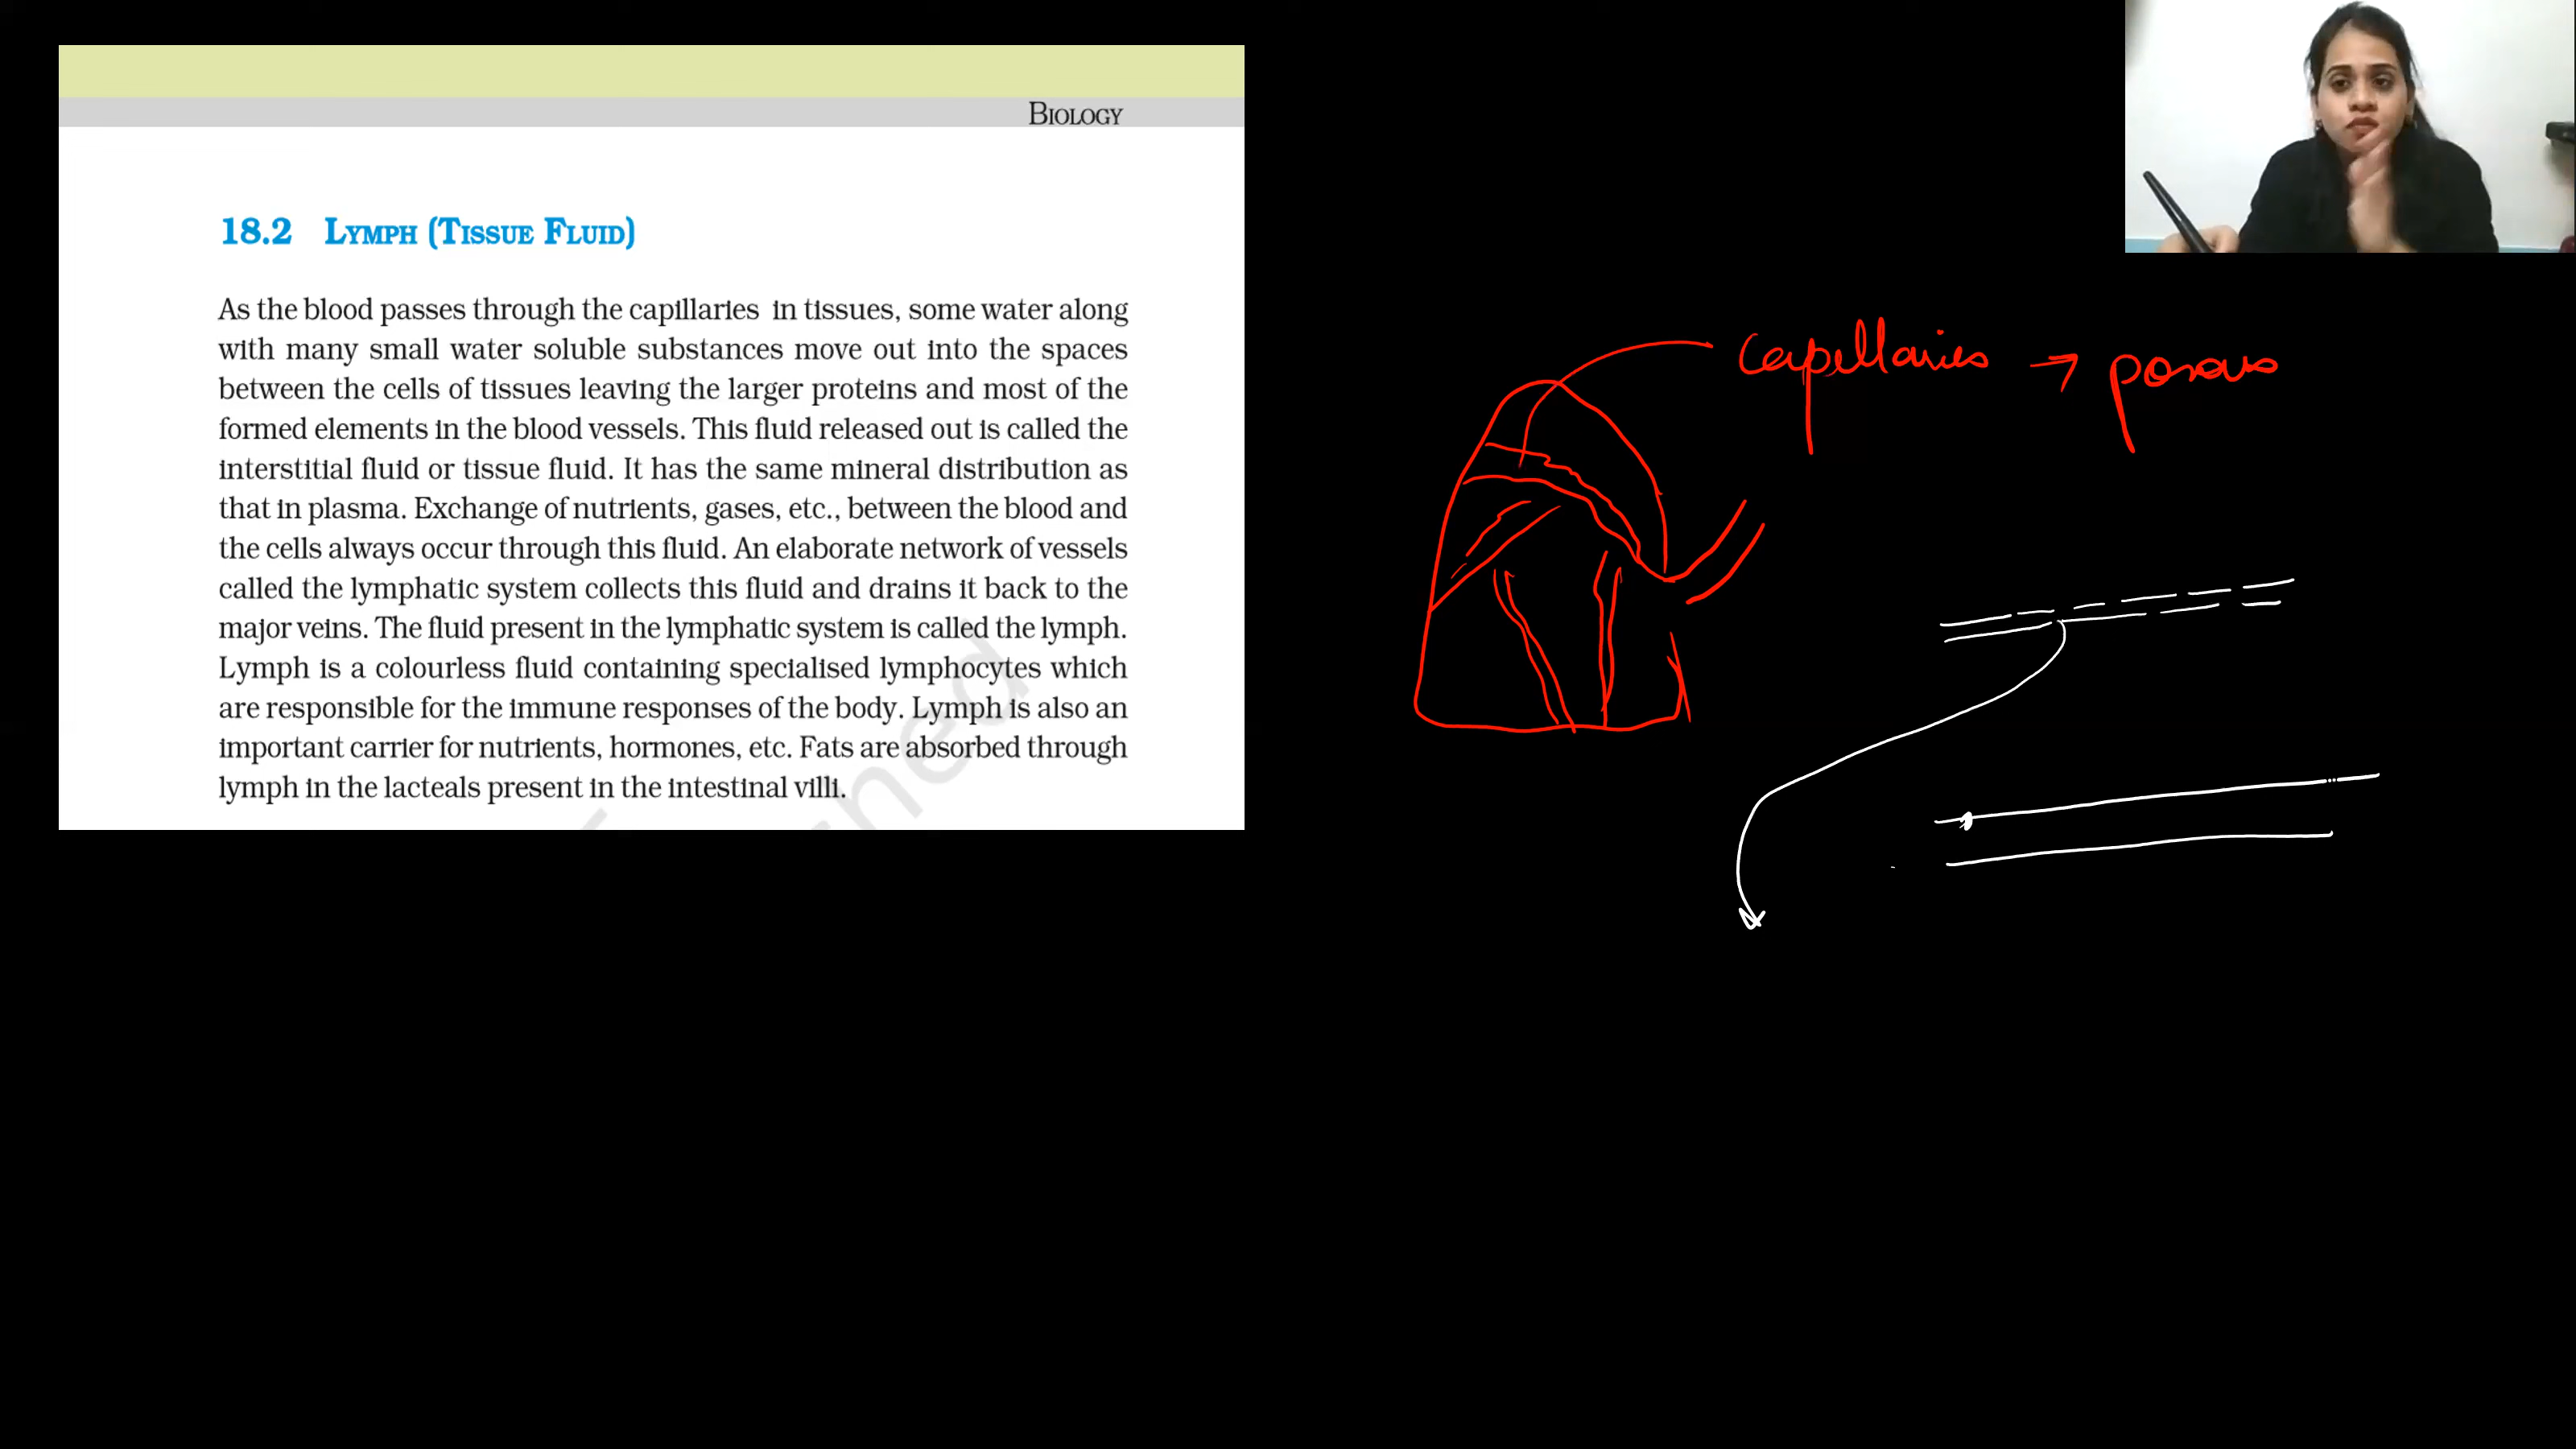 BIOLOGY
18.2 LYMPH (TISSUE FLUID)
As the blood passes through the capillaries in tissues, some water along
with many small water soluble substances move out into the spaces
between the cells of tissues leaving the larger proteins and most of the
formed elements in the blood vessels. This fluid released out is called the
interstitial fluid or tissue fluid. It has the same mineral distribution as
that in plasma. Exchange of nutrients, gases, etc., between the blood and
the cells always occur through this fluid. An elaborate network of vessels
called the lymphatic system collects this fluid and drains it back to the
major veins. The fluid present in the lymphatic system is called the lymph.
Lymph is a colourless fluid containing specialised lymphocytes which
are responsible for the immune responses of the body. Lymph is also an
important carrier for nutrients, hormones, etc. Fats are absorbed through
lymph in the lacteals present in the intestinal villi.
capillaries → porous